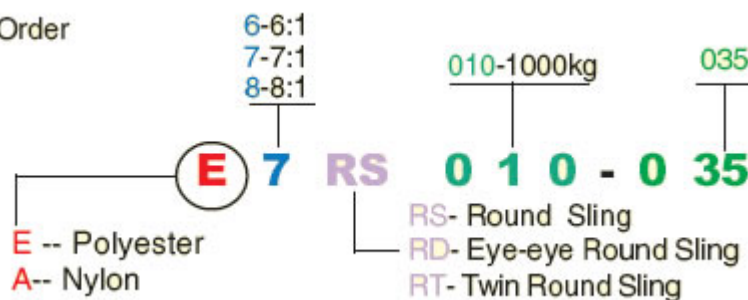 Order
6-6:1
7-7:1
8-8:1
010-1000kg
035
E 7 RS 0 1 0 - 0 35
E -- Polyester
A-- Nylon
RS- Round Sling
RD- Eye-eye Round Sling
RT- Twin Round Sling